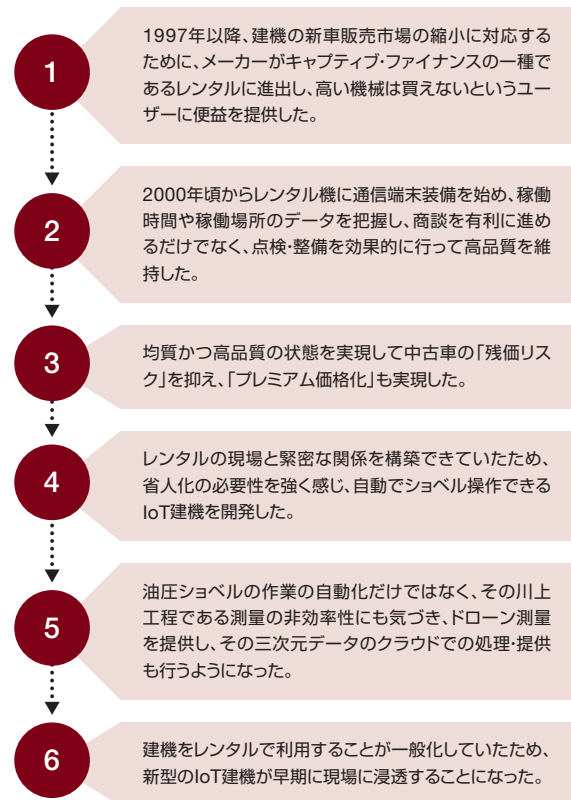 1
1997年以降、建機の新車販売市場の縮小に対応する
ために、メーカーがキャプティブ・ファイナンスの一種で
あるレンタルに進出し、高い機械は買えないというユー
ザーに便益を提供した。
2
2000年頃からレンタル機に通信端末装備を始め、稼働
時間や稼働場所のデータを把握し、商談を有利に進め
るだけでなく、点検・整備を効果的に行って高品質を維
持した。
3
均質かつ高品質の状態を実現して中古車の「残価リス
ク」を抑え、「プレミアム価格化」も実現した。
4
レンタルの現場と緊密な関係を構築できていたため、
省人化の必要性を強く感じ、自動でショベル操作できる
IoT建機を開発した。
5
油圧ショベルの作業の自動化だけではなく、その川上
工程である測量の非効率性にも気づき、ドローン測量
を提供し、その三次元データのクラウドでの処理・提供
も行うようになった。
6
建機をレンタルで利用することが一般化していたため、
新型のIoT建機が早期に現場に浸透することになった。